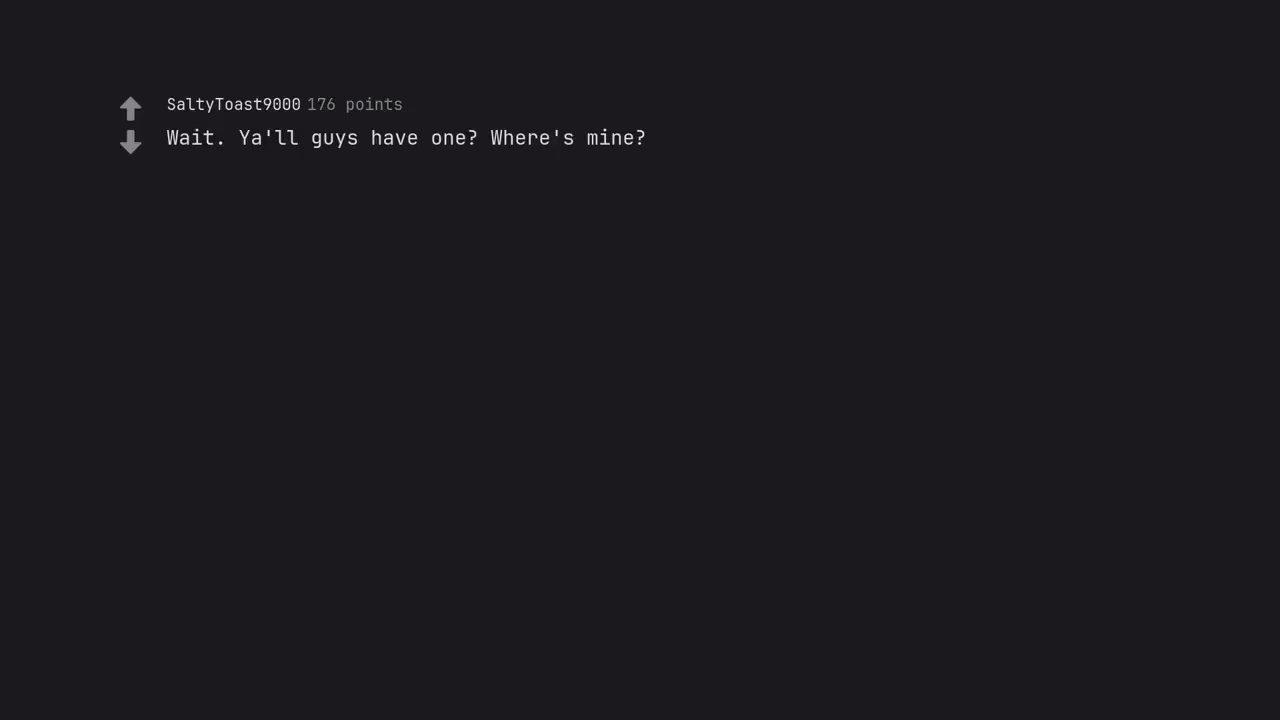 SaltyToast9000 176 points
Wait. Ya'll guys have one? Where's mine?